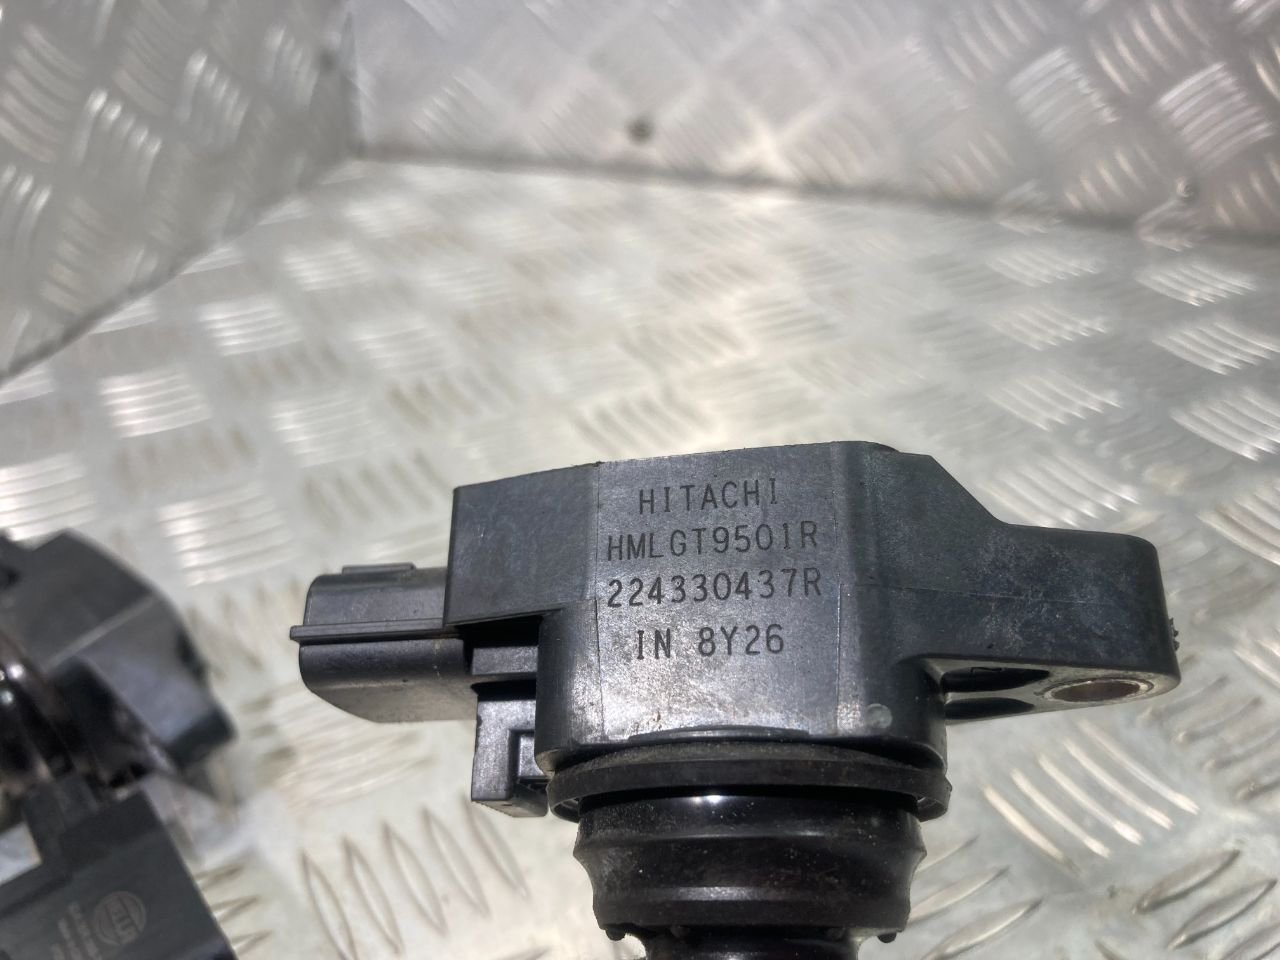 HITACHI
HMLGT9501R
224330437R
IN 8Y26